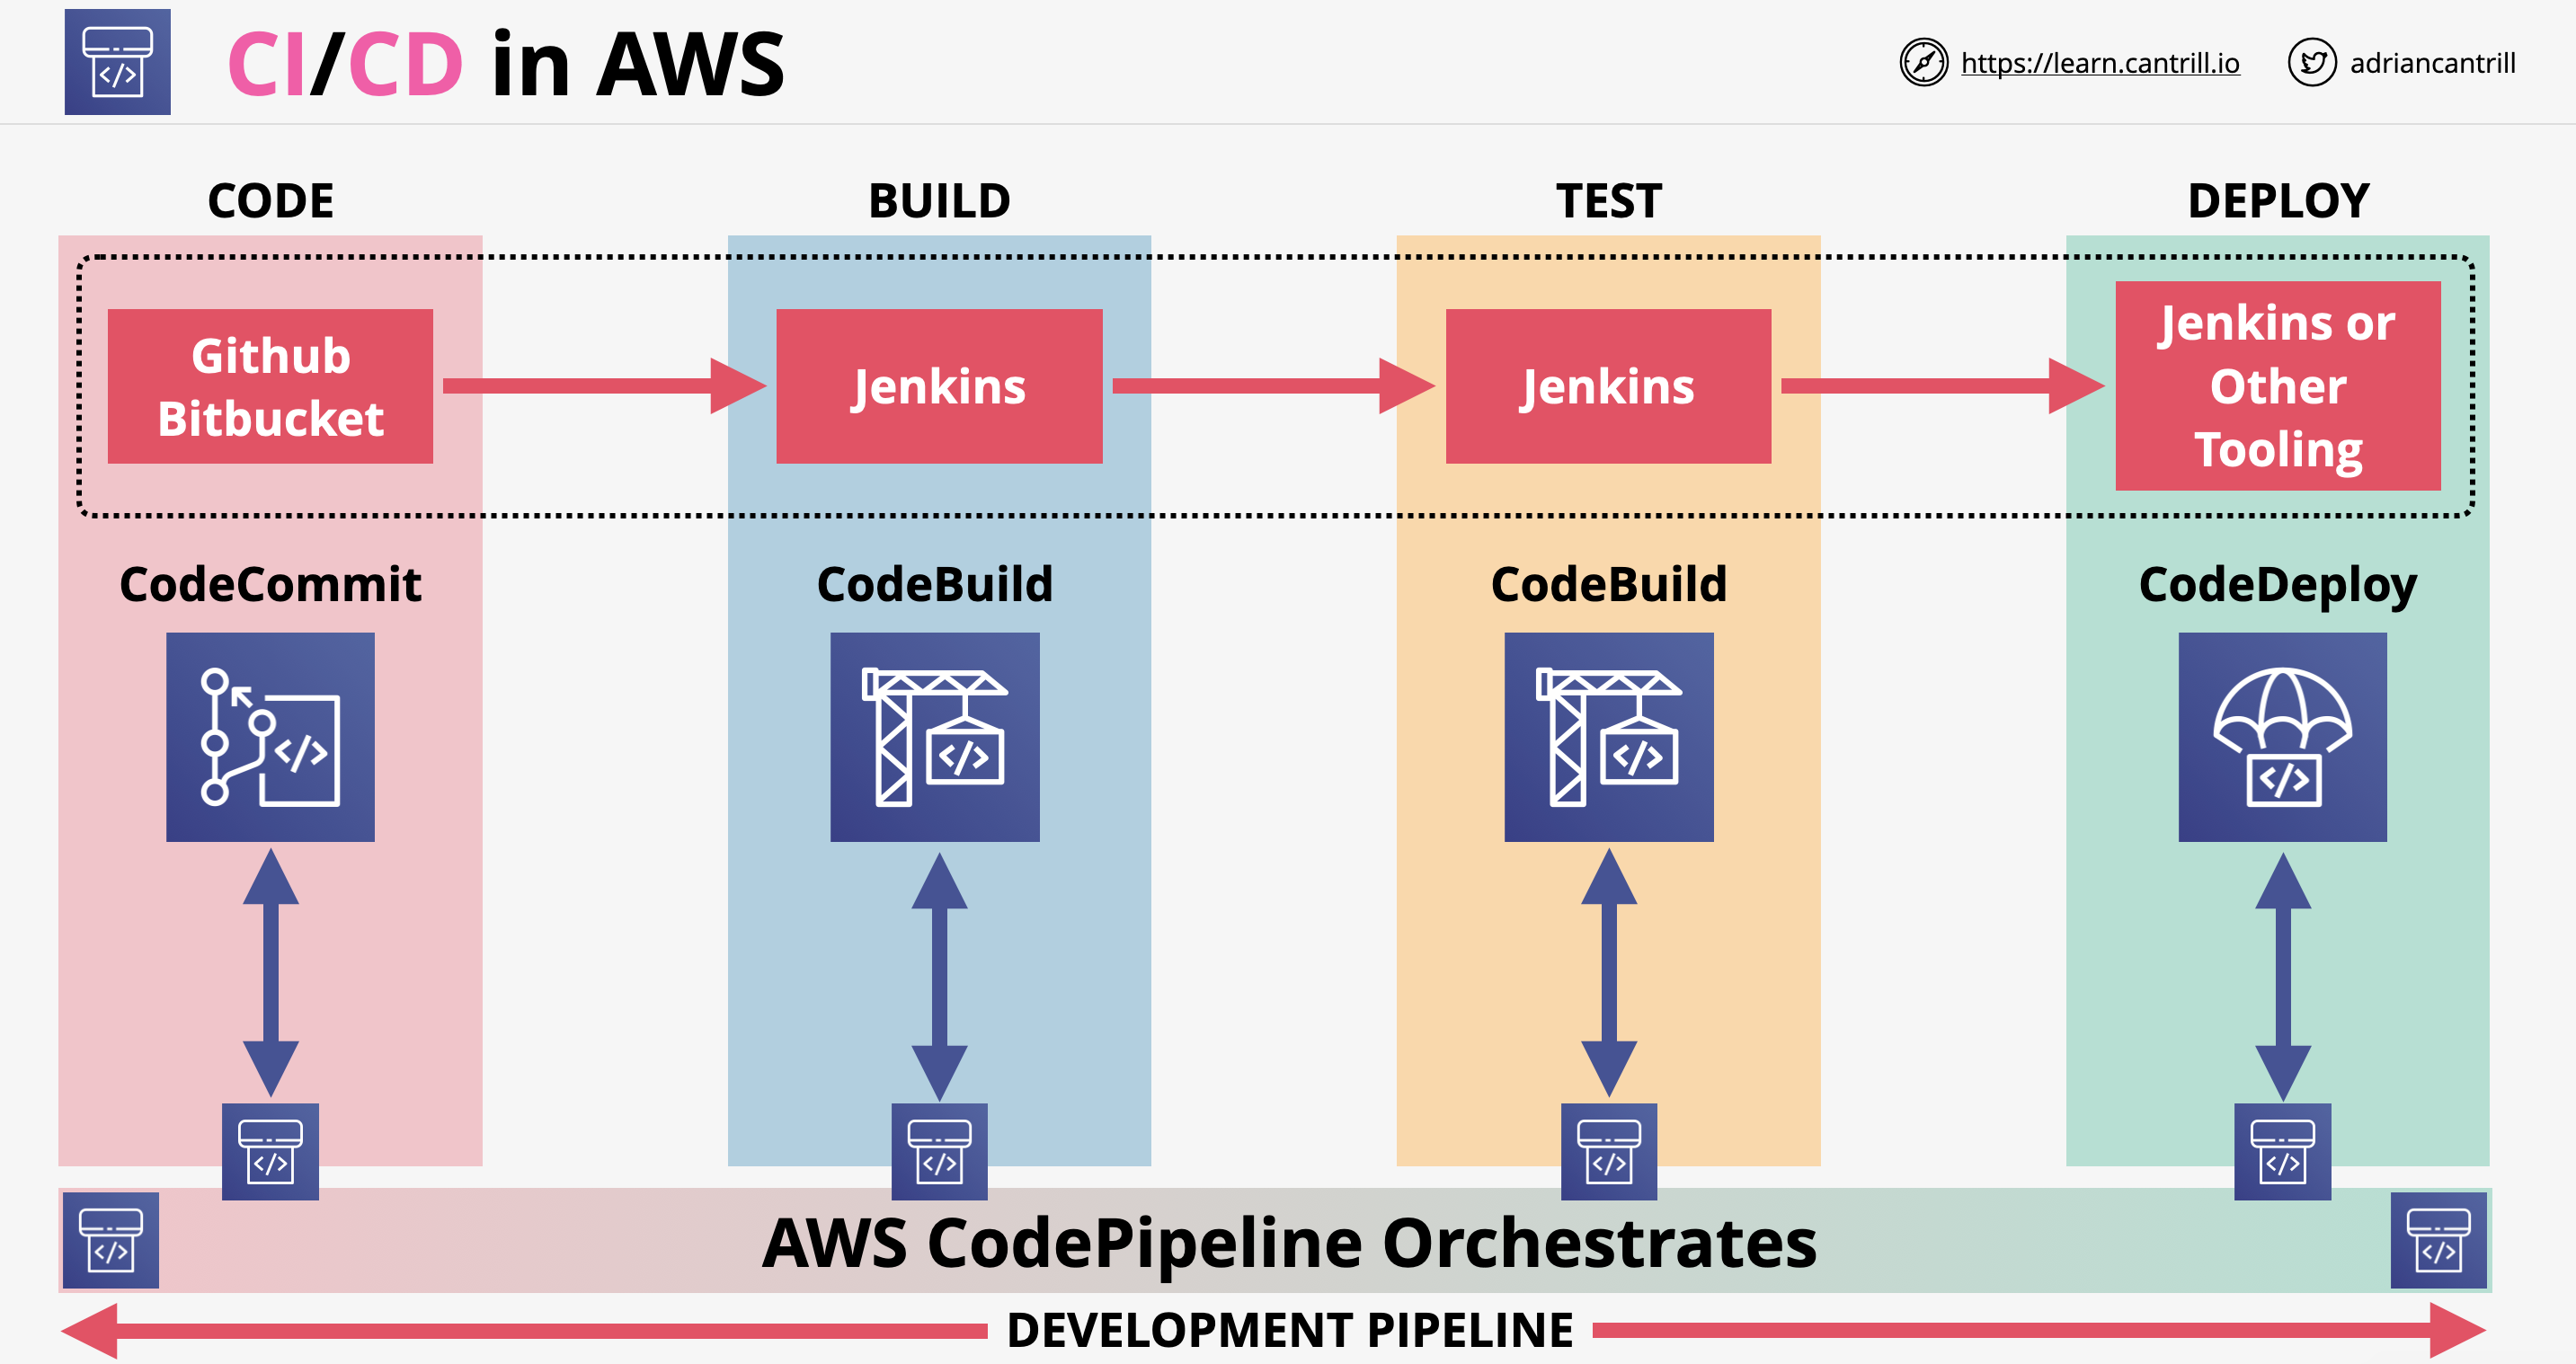 CI/CD in AWS
https://learn.cantrill.io
adriancantrill
CODE
BUILD
TEST
DEPLOY
Github
Bitbucket
Jenkins
Jenkins
Jenkins or
Other
Tooling
CodeCommit
CodeBuild
CodeBuild
CodeDeploy
AWS CodePipeline Orchestrates
DEVELOPMENT PIPELINE